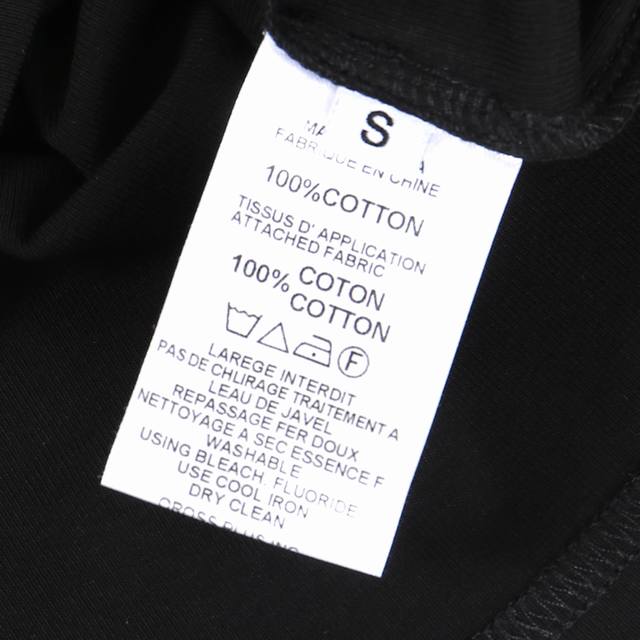 S
FABRIQUE EN CHINE
100%COTTON
TISSUS D' APPLICATION
ATTACHED FABRIC
100% COTON
COTTON
F
LAREGE INTERDIT
PAS DE CHLIRAGE TRAITEMENT A
LEAU DE JAVEL
REPASSAGE FER DOUX
NETTOYAGE A SEC ESSENCE F
WASHABLE
USING BLEACH, FLUORIDE
USE COOL IRON
DRY CLEAN